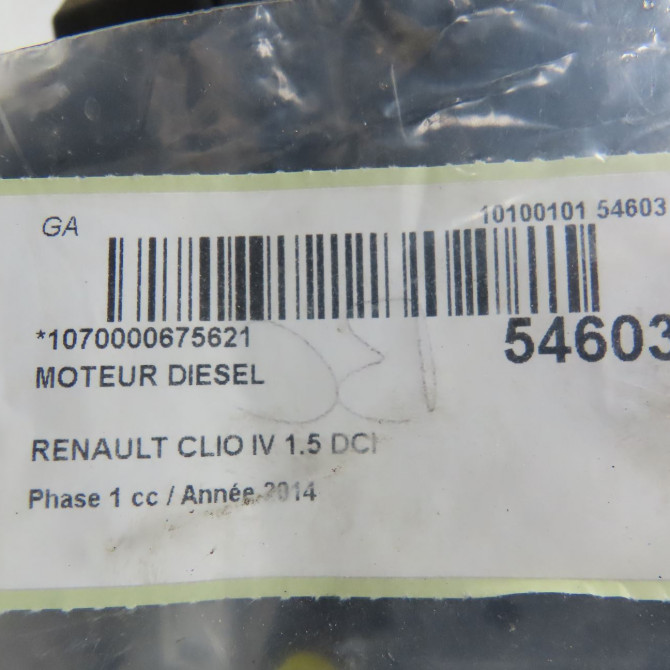 GA
10100101 54603
*1070000675621
54603
MOTEUR DIESEL
RENAULT CLIO IV 1.5 DCI
Phase 1 cc / Année 2014